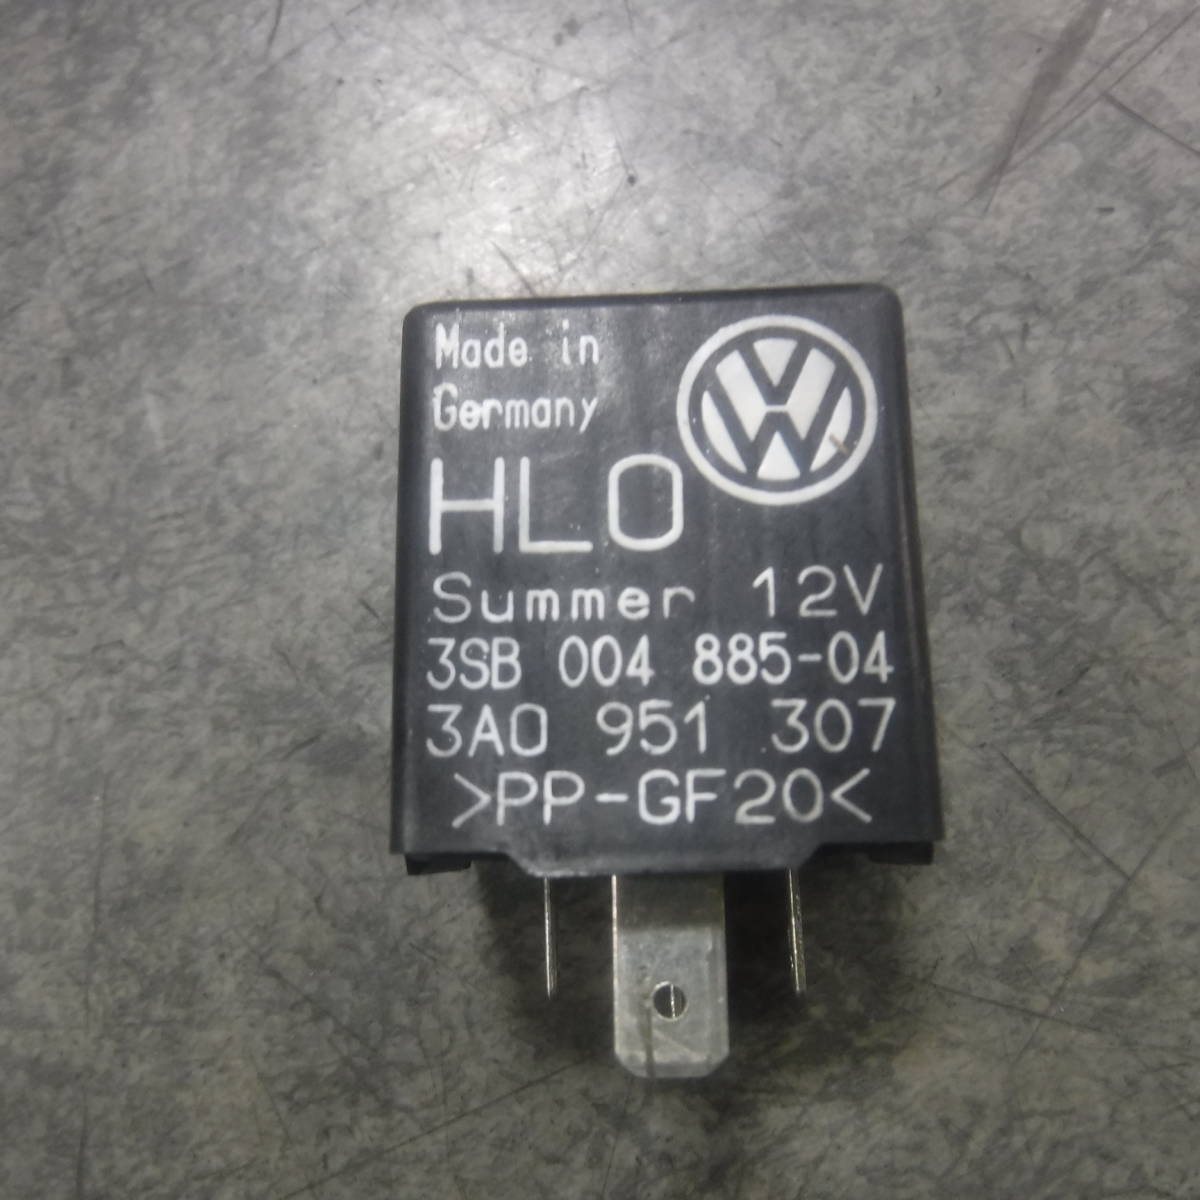 Made in
Germany
HLO
Summer 12V
3SB 004 885-04
3A0 951 307
>PP-GF20<